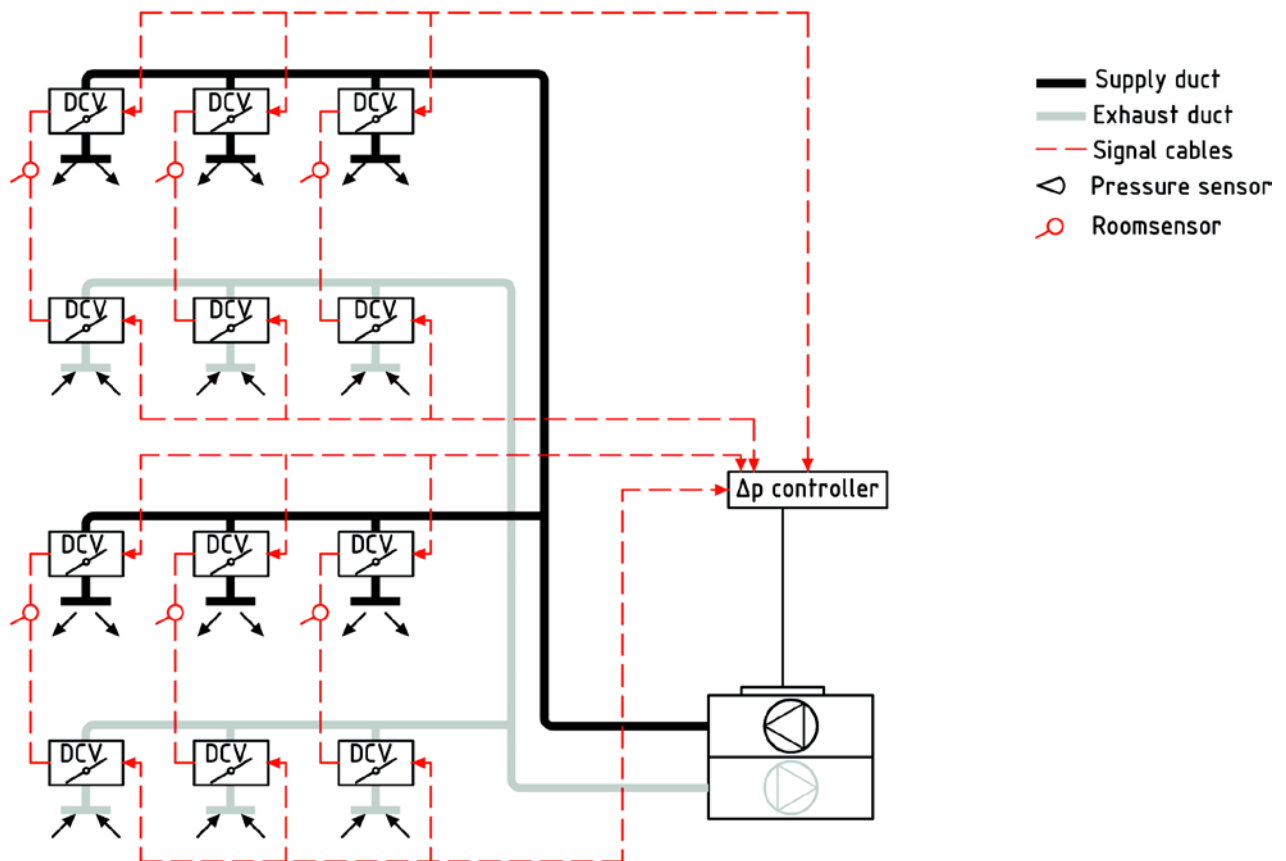 DCV DCV DCV
Supply duct
Exhaust duct
Signal cables
Pressure sensor
Roomsensor
DCV DCV DCV
Δp controller
DCV DCV DCV
DCV DCV DCV